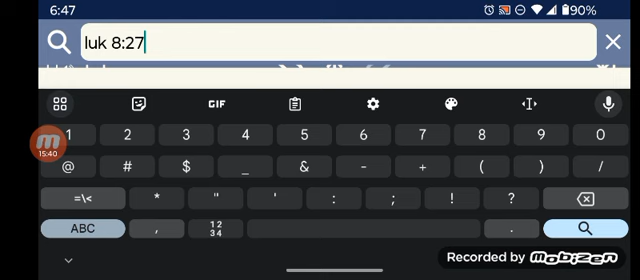 6:47 90%
luk 8:27
GIF
1 2 3 4 5 6 7 8 9 0
15:40
@ # $ _ & - + ( ) /
=\< * " ' : ; ! ?
ABC , 12 34 .
Recorded by mobizen